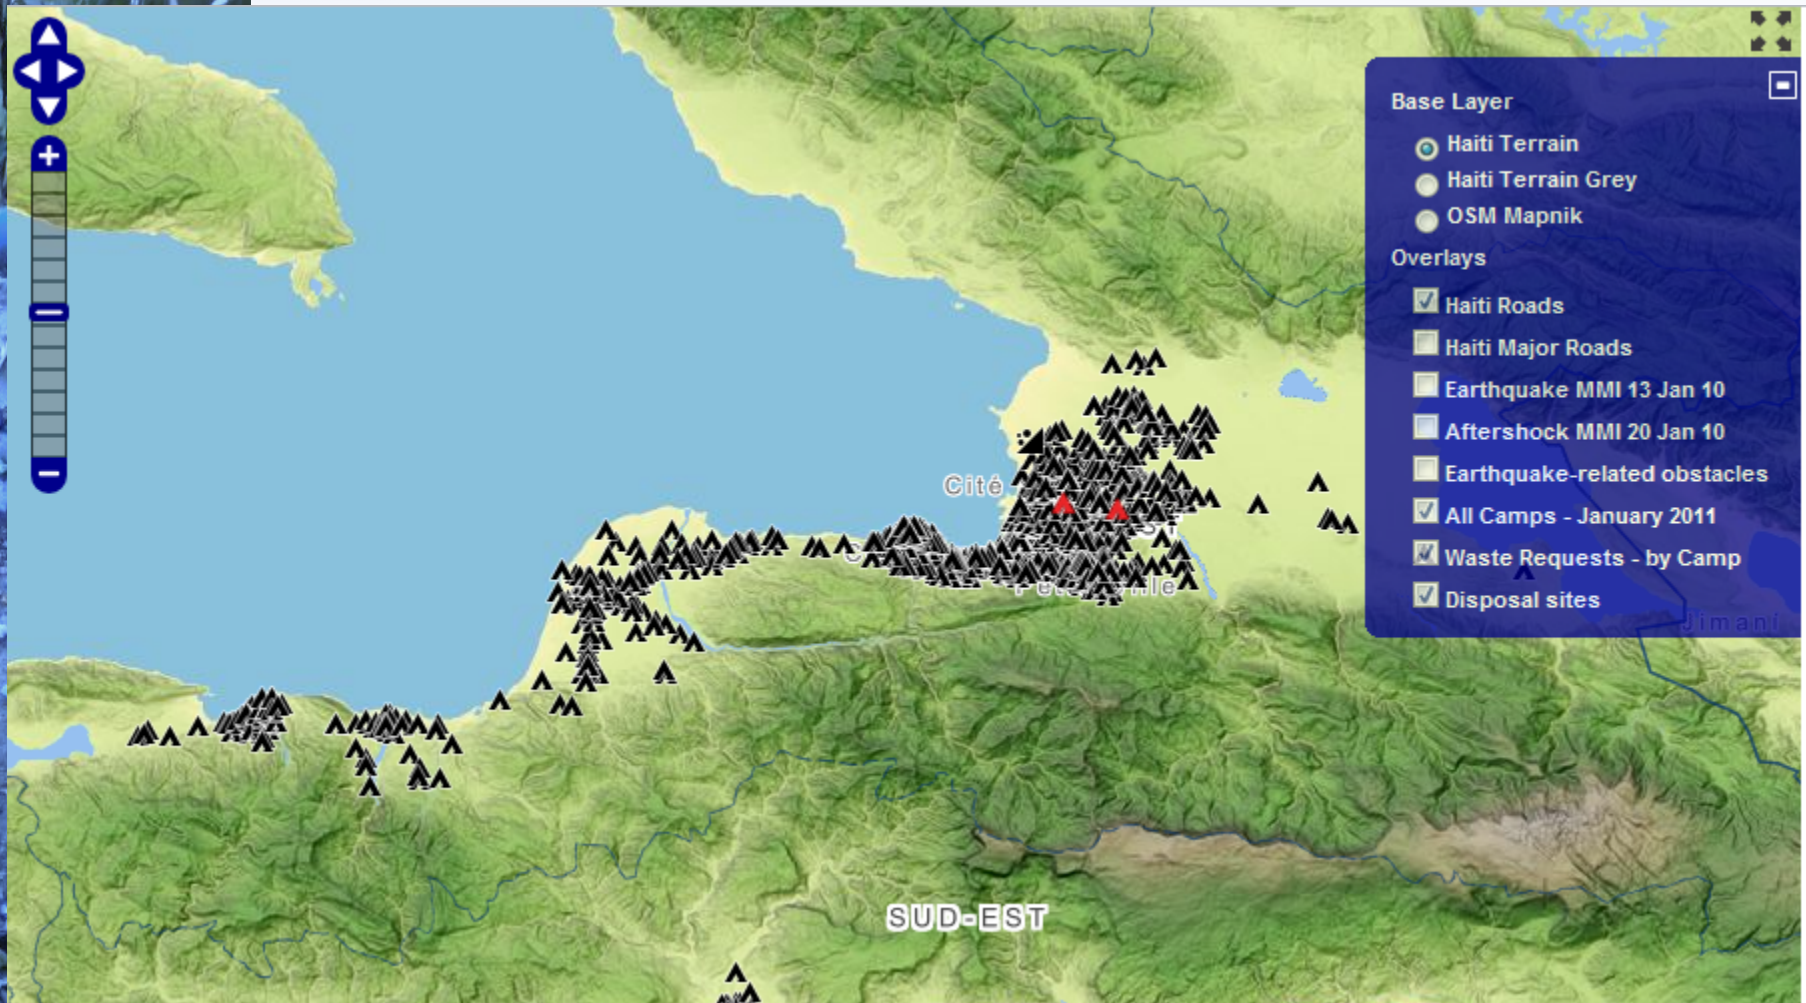 Base Layer
Haiti Terrain
Haiti Terrain Grey
OSM Mapnik
Overlays
Haiti Roads
Haiti Major Roads
Earthquake MMI 13 Jan 10
Aftershock MMI 20 Jan 10
Earthquake-related obstacles
All Camps - January 2011
Waste Requests - by Camp
Disposal sites
Jimani
Cité
SUD-EST